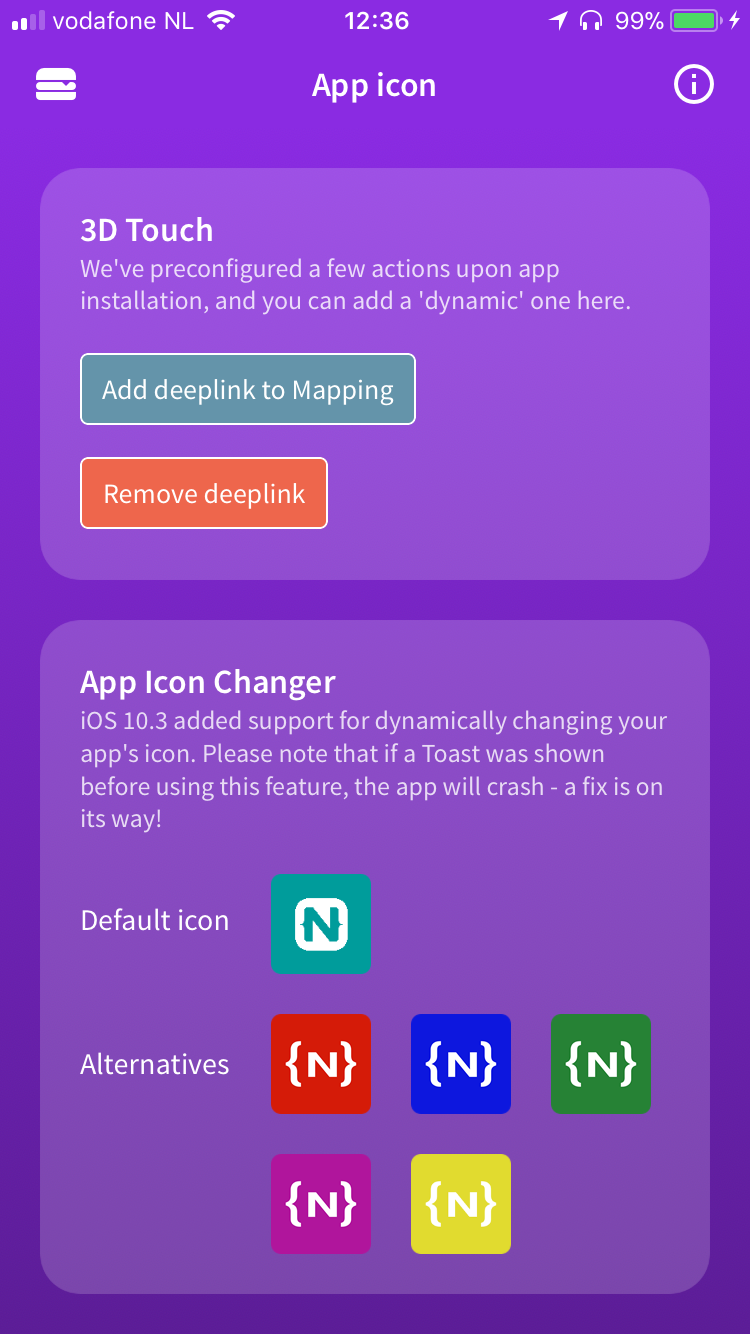 vodafone NL 12:36 99%
App icon
3D Touch
We've preconfigured a few actions upon app
installation, and you can add a 'dynamic' one here.
Add deeplink to Mapping
Remove deeplink
App Icon Changer
iOS 10.3 added support for dynamically changing your
app's icon. Please note that if a Toast was shown
before using this feature, the app will crash - a fix is on
its way!
Default icon N
Alternatives {N} {N} {N}
{N} {N}